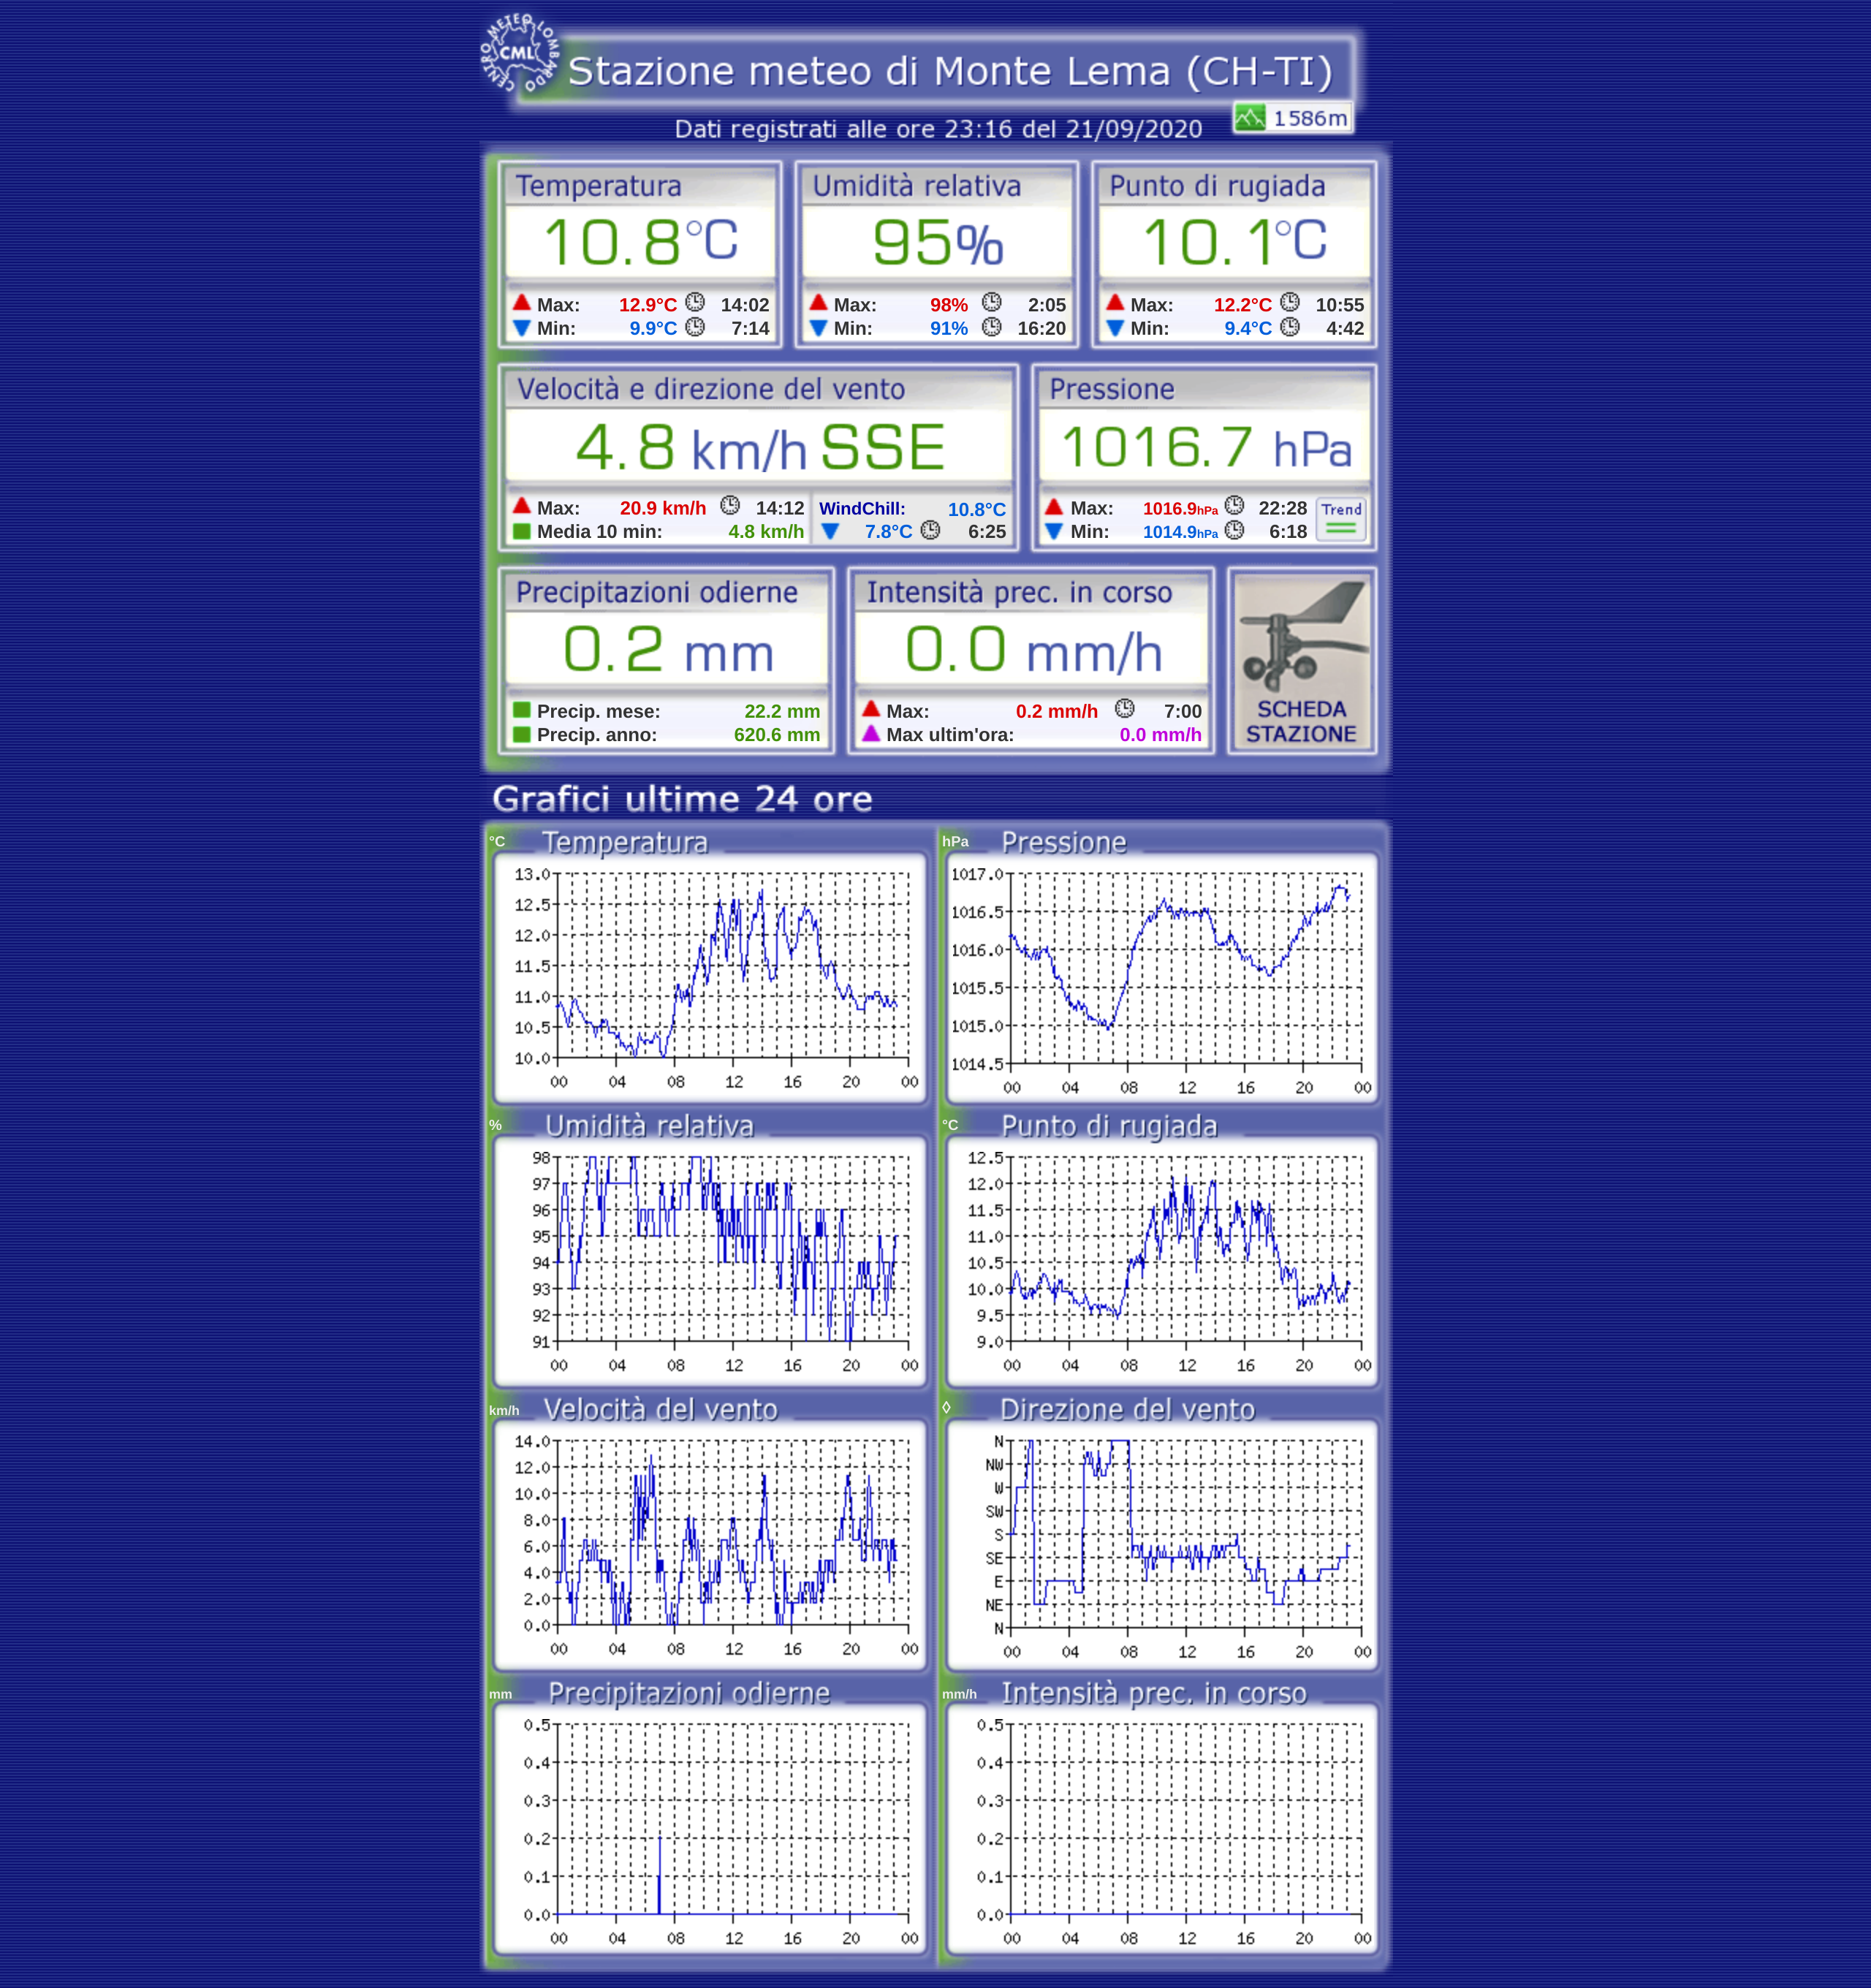 CENTRO METEO LOMBARDO
CML
Stazione meteo di Monte Lema (CH-TI)
1586m
Dati registrati alle ore 23:16 del 21/09/2020
Temperatura Umidità relativa Punto di rugiada
10.8°C 95% 10.1°C
Max: 12.9°C 14:02 Max: 98% 2:05 Max: 12.2°C 10:55
Min: 9.9°C 7:14 Min: 91% 16:20 Min: 9.4°C 4:42
Velocità e direzione del vento Pressione
4.8 km/h SSE 1016.7 hPa
Max: 20.9 km/h 14:12 WindChill: 10.8°C Max: 1016.9hPa 22:28 Trend
Media 10 min: 4.8 km/h 7.8°C 6:25 Min: 1014.9hPa 6:18
Precipitazioni odierne Intensità prec. in corso
0.2 mm 0.0 mm/h
Precip. mese: 22.2 mm Max: 0.2 mm/h 7:00 SCHEDA
Precip. anno: 620.6 mm Max ultim'ora: 0.0 mm/h STAZIONE
Grafici ultime 24 ore
°C Temperatura
13.0
12.5
12.0
11.5
11.0
10.5
10.0
00 04 08 12 16 20 00
hPa Pressione
1017.0
1016.5
1016.0
1015.5
1015.0
1014.5
00 04 08 12 16 20 00
% Umidità relativa
98
97
96
95
94
93
92
91
00 04 08 12 16 20 00
°C Punto di rugiada
12.5
12.0
11.5
11.0
10.5
10.0
9.5
9.0
00 04 08 12 16 20 00
km/h Velocità del vento
14.0
12.0
10.0
8.0
6.0
4.0
2.0
0.0
00 04 08 12 16 20 00
◊ Direzione del vento
N
NW
W
SW
S
SE
E
NE
N
00 04 08 12 16 20 00
mm Precipitazioni odierne
0.5
0.4
0.3
0.2
0.1
0.0
00 04 08 12 16 20 00
mm/h Intensità prec. in corso
0.5
0.4
0.3
0.2
0.1
0.0
00 04 08 12 16 20 00